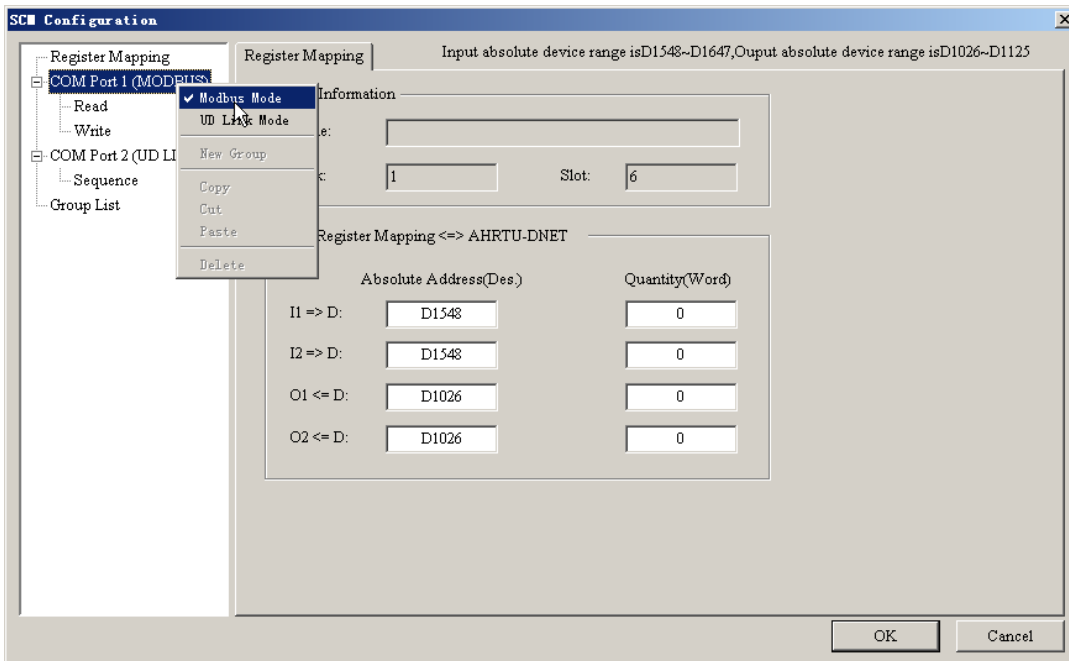 SCM Configuration
Register Mapping
COM Port 1 (MODBUS)
Read
Write
COM Port 2 (UD LI
Sequence
Group List
Modbus Mode
UD Link Mode
New Group
Copy
Cut
Paste
Delete
Register Mapping
Input absolute device range isD1548~D1647,Ouput absolute device range isD1026~D1125
Information
e:
1
Slot:
6
Register Mapping <=> AHRTU-DNET
Absolute Address(Des.)
Quantity(Word)
I1 => D:
D1548
0
I2 => D:
D1548
0
O1 <= D:
D1026
0
O2 <= D:
D1026
0
OK
Cancel